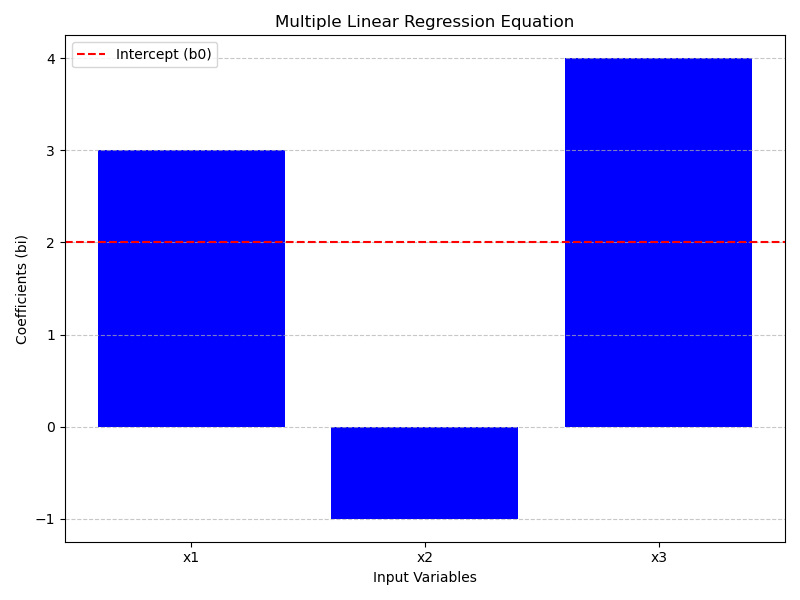 Multiple Linear Regression Equation
Intercept (b0)
Coefficients (bi)
4
3
2
1
0
−1
x1 x2 x3
Input Variables